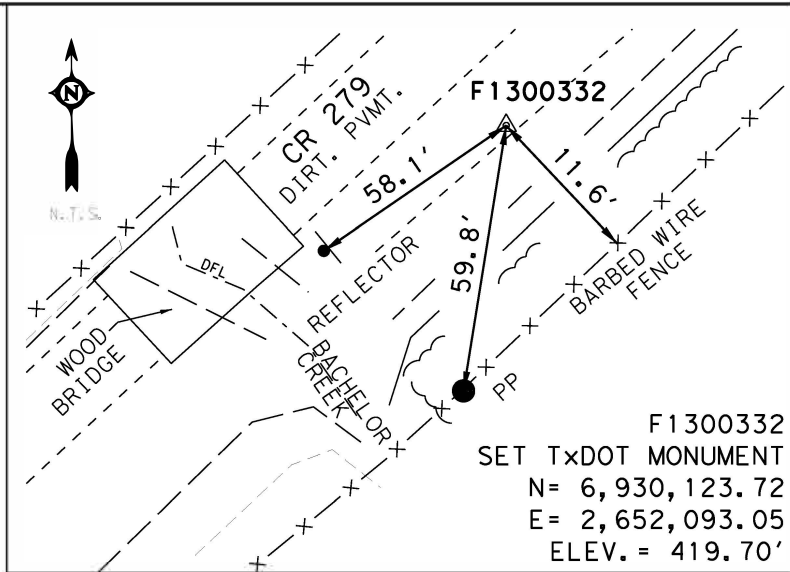 N
N.T.S.
CR 279
DIRT. PVMT.
F1300332
58.1'
11.6'
59.8'
DFL
REFLECTOR
BARBED WIRE
FENCE
WOOD
BRIDGE
BACHELOR
CREEK
PP
F1300332
SET TxDOT MONUMENT
N= 6,930,123.72
E= 2,652,093.05
ELEV.= 419.70'